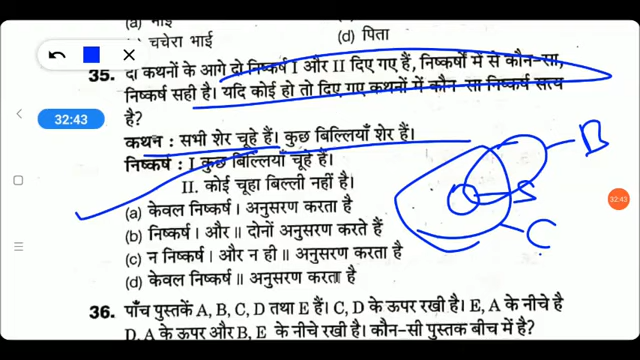 (a) भाई
(c) चचेरा भाई (d) पिता
35. दो कथनों के आगे दो निष्कर्ष I और II दिए गए हैं, निष्कर्षों में से कौन-सा
निष्कर्ष सही है। यदि कोई हो तो दिए गए कथनों में कौन-सा निष्कर्ष सत्य
है?
32:43
कथन : सभी शेर चूहे हैं। कुछ बिल्लियाँ शेर हैं।
निष्कर्ष : I कुछ बिल्लियाँ चूहे हैं।
II. कोई चूहा बिल्ली नहीं है।
(a) केवल निष्कर्ष I अनुसरण करता है
(b) निष्कर्ष I और II दोनों अनुसरण करते हैं
(c) न निष्कर्ष I और न ही II अनुसरण करता है
(d) केवल निष्कर्ष II अनुसरण करता है
B
S
C
32:43
36. पाँच पुस्तकें A, B, C, D तथा E हैं। C, D के ऊपर रखी है। E, A के नीचे है
D, A के ऊपर और B, E के नीचे रखी है। कौन-सी पुस्तक बीच में है?